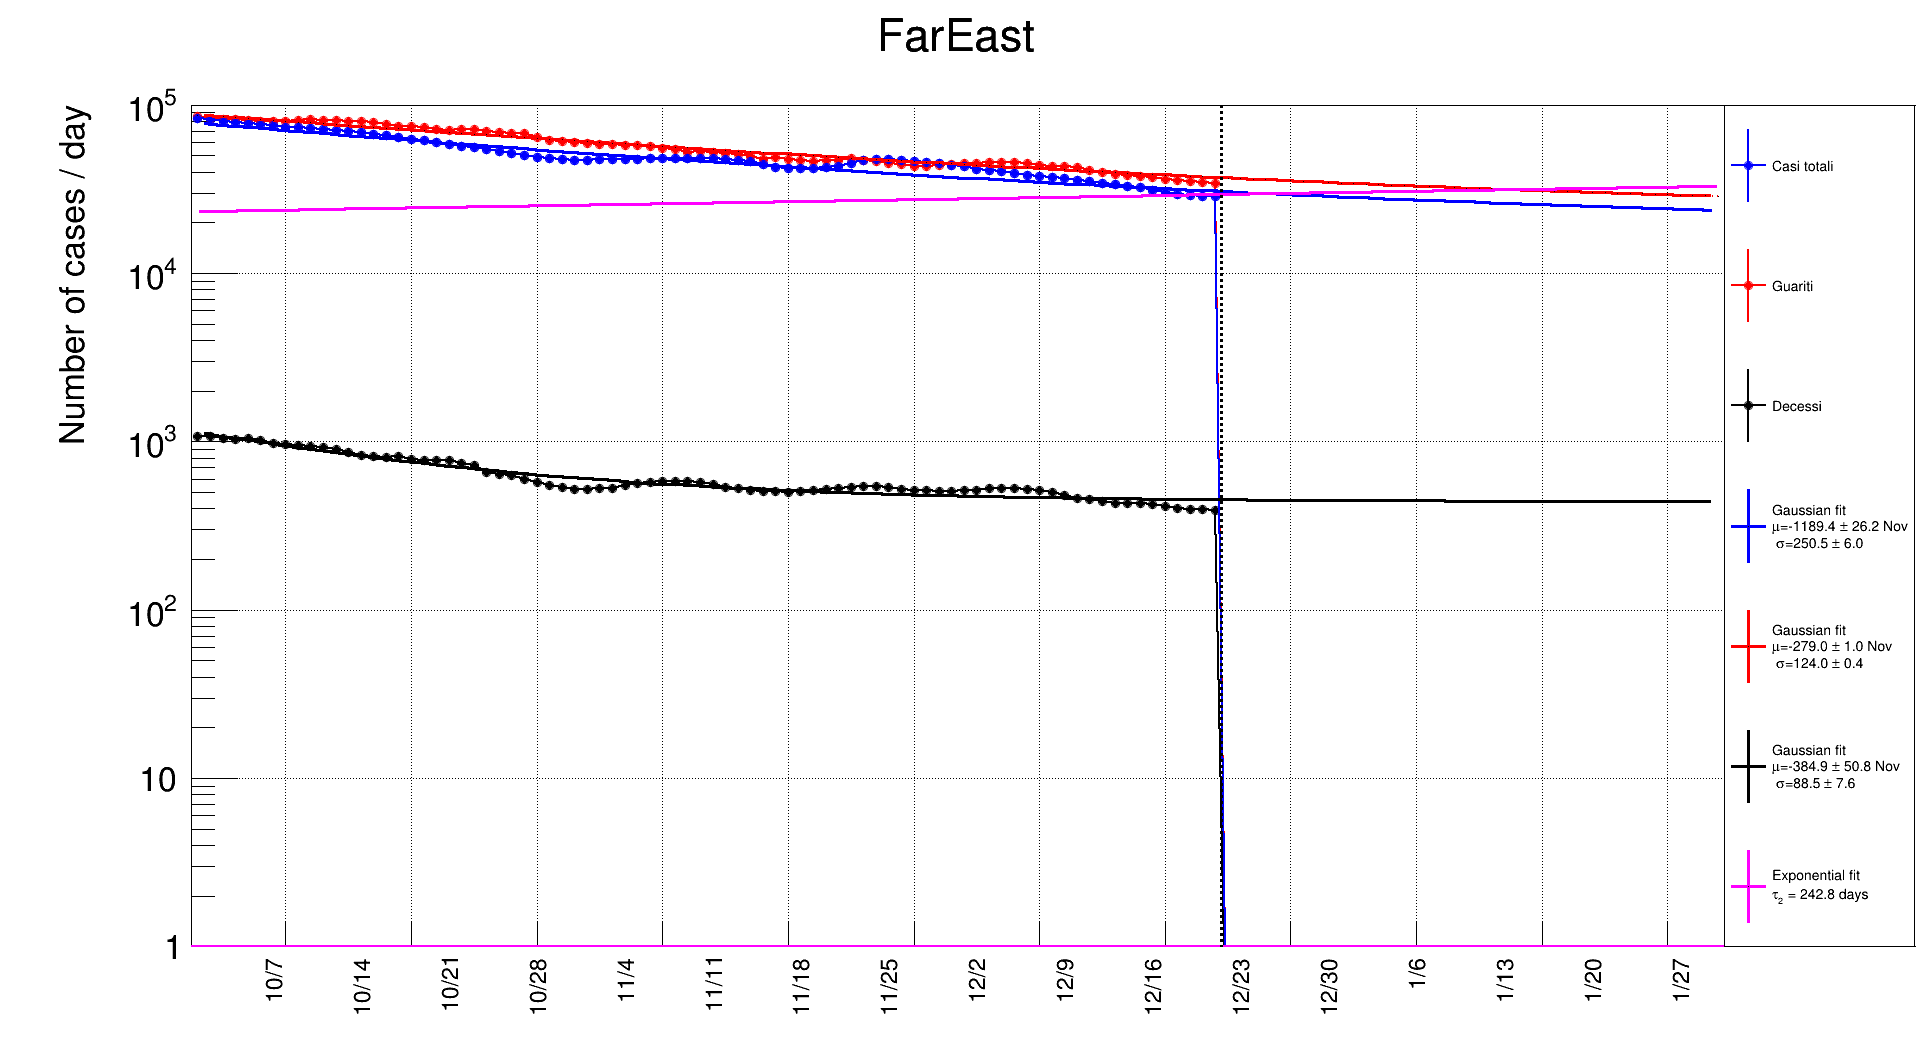 FarEast
Number of cases / day
10^5
10^4
10^3
10^2
10
1
10/7
10/14
10/21
10/28
11/4
11/11
11/18
11/25
12/2
12/9
12/16
12/23
12/30
1/6
1/13
1/20
1/27
Casi totali
Guariti
Decessi
Gaussian fit
μ=-1189.4 ± 26.2 Nov
σ=250.5 ± 6.0
Gaussian fit
μ=-279.0 ± 1.0 Nov
σ=124.0 ± 0.4
Gaussian fit
μ=-384.9 ± 50.8 Nov
σ=88.5 ± 7.6
Exponential fit
τ₂ = 242.8 days